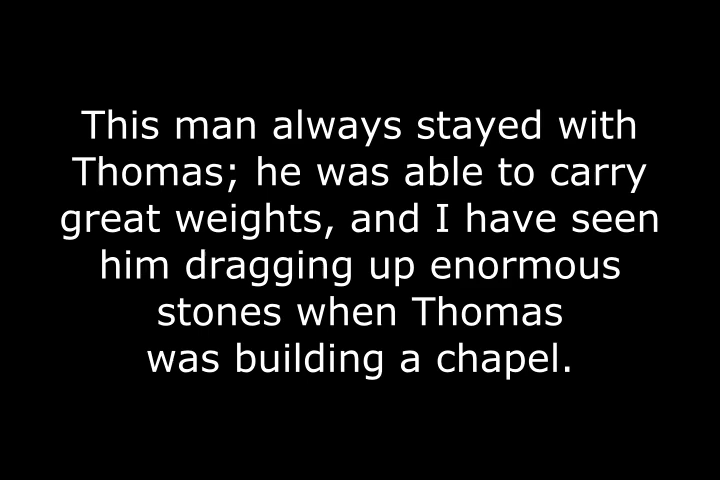 This man always stayed with
Thomas; he was able to carry
great weights, and I have seen
him dragging up enormous
stones when Thomas
was building a chapel.